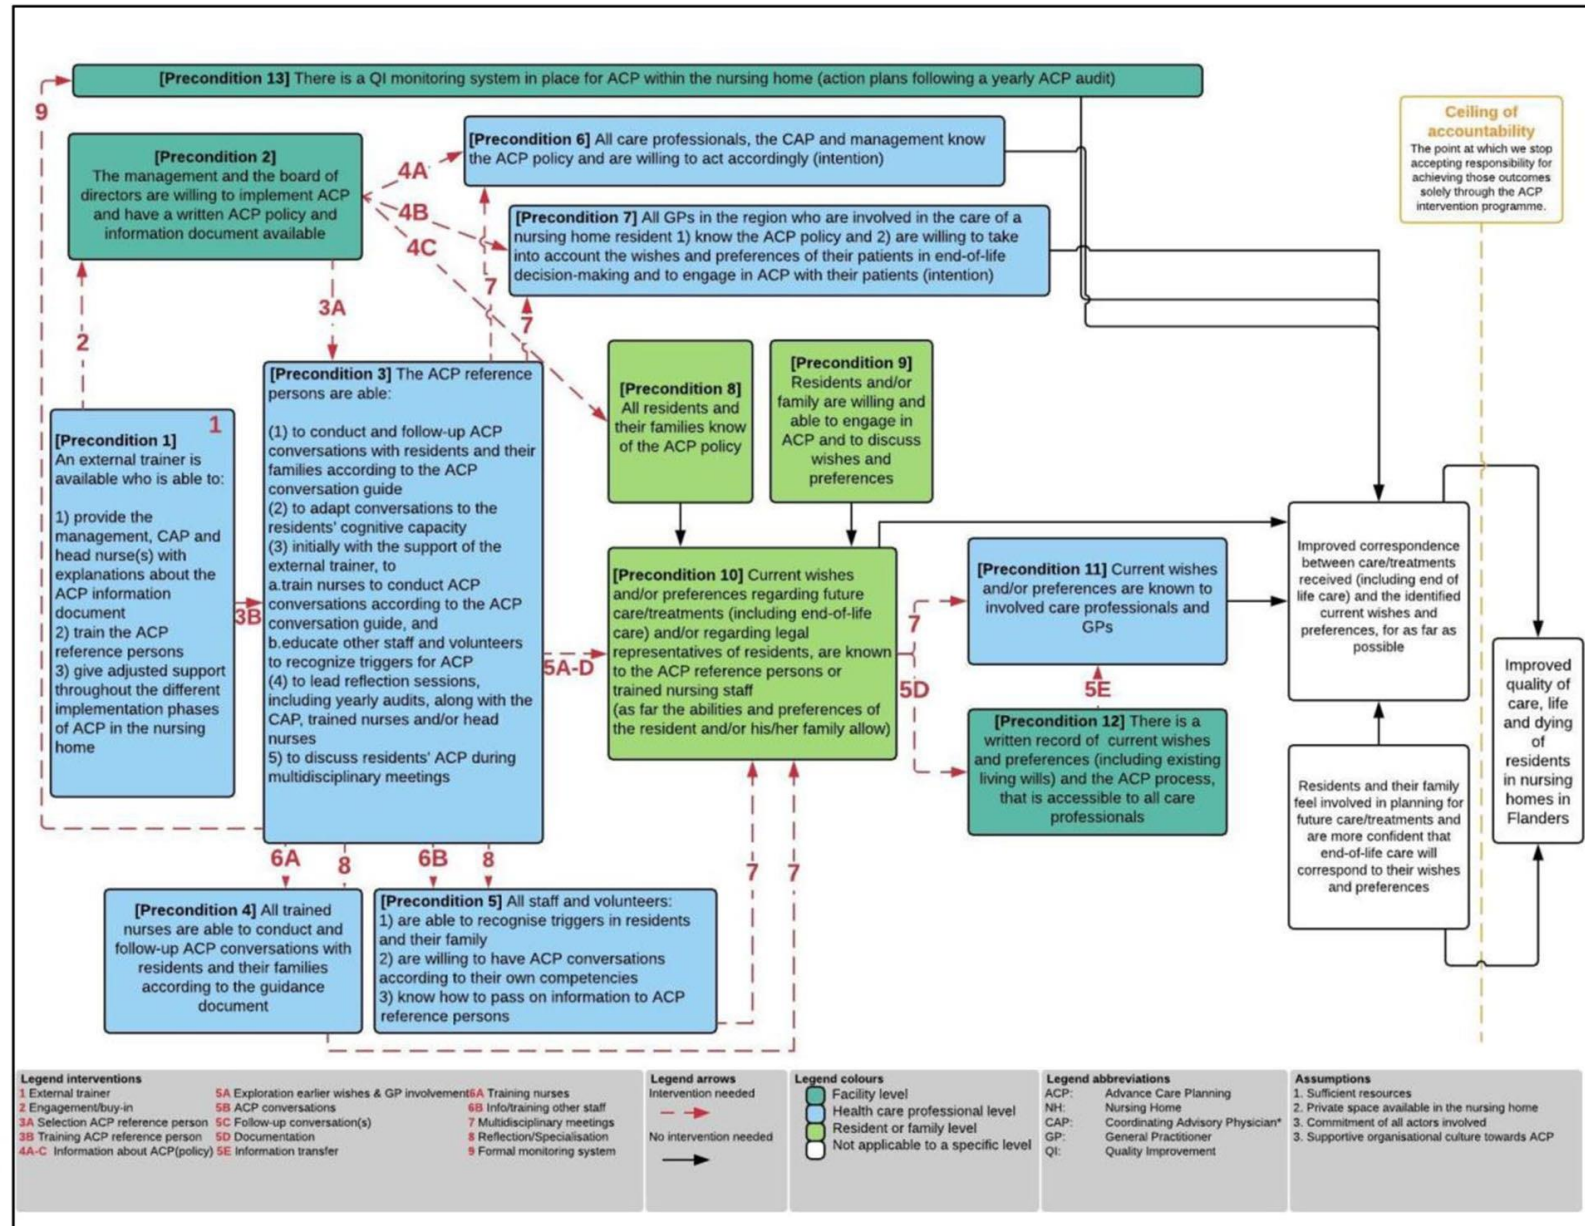 [Precondition 13] There is a QI monitoring system in place for ACP within the nursing home (action plans following a yearly ACP audit)
9
[Precondition 2]
The management and the board of
directors are willing to implement ACP
and have a written ACP policy and
information document available
4A
4B
4C
[Precondition 6] All care professionals, the CAP and management know
the ACP policy and are willing to act accordingly (intention)
[Precondition 7] All GPs in the region who are involved in the care of a
nursing home resident 1) know the ACP policy and 2) are willing to take
into account the wishes and preferences of their patients in end-of-life
decision-making and to engage in ACP with their patients (intention)
Ceiling of
accountability
The point at which we stop
accepting responsibility for
achieving those outcomes
solely through the ACP
intervention programme.
2
3A
7
7
1
[Precondition 1]
An external trainer is
available who is able to:
1) provide the
management, CAP and
head nurse(s) with
explanations about the
ACP information
document
2) train the ACP
reference persons
3) give adjusted support
throughout the different
implementation phases
of ACP in the nursing
home
3B
[Precondition 3] The ACP reference
persons are able:
(1) to conduct and follow-up ACP
conversations with residents and their
families according to the ACP
conversation guide
(2) to adapt conversations to the
residents' cognitive capacity
(3) initially with the support of the
external trainer, to
a.train nurses to conduct ACP
conversations according to the ACP
conversation guide, and
b.educate other staff and volunteers
to recognize triggers for ACP
(4) to lead reflection sessions,
including yearly audits, along with the
CAP, trained nurses and/or head
nurses
5) to discuss residents' ACP during
multidisciplinary meetings
5A-D
[Precondition 8]
All residents and
their families know
of the ACP policy
[Precondition 9]
Residents and/or
family are willing and
able to engage in
ACP and to discuss
wishes and
preferences
[Precondition 10] Current wishes
and/or preferences regarding future
care/treatments (including end-of-life
care) and/or regarding legal
representatives of residents, are known
to the ACP reference persons or
trained nursing staff
(as far the abilities and preferences of
the resident and/or his/her family allow)
7
5D
[Precondition 11] Current wishes
and/or preferences are known to
involved care professionals and
GPs
5E
[Precondition 12] There is a
written record of current wishes
and preferences (including existing
living wills) and the ACP process,
that is accessible to all care
professionals
Improved correspondence
between care/treatments
received (including end of
life care) and the identified
current wishes and
preferences, for as far as
possible
Residents and their family
feel involved in planning for
future care/treatments and
are more confident that
end-of-life care will
correspond to their wishes
and preferences
Improved
quality of
care, life
and dying
of
residents
in nursing
homes in
Flanders
6A
8
6B
8
7
7
[Precondition 4] All trained
nurses are able to conduct and
follow-up ACP conversations with
residents and their families
according to the guidance
document
[Precondition 5] All staff and volunteers:
1) are able to recognise triggers in residents
and their family
2) are willing to have ACP conversations
according to their own competencies
3) know how to pass on information to ACP
reference persons
Legend interventions
1 External trainer
2 Engagement/buy-in
3A Selection ACP reference person
3B Training ACP reference person
4A-C Information about ACP(policy)
5A Exploration earlier wishes & GP involvement
5B ACP conversations
5C Follow-up conversation(s)
5D Documentation
5E Information transfer
6A Training nurses
6B Info/training other staff
7 Multidisciplinary meetings
8 Reflection/Specialisation
9 Formal monitoring system
Legend arrows
Intervention needed
No intervention needed
Legend colours
Facility level
Health care professional level
Resident or family level
Not applicable to a specific level
Legend abbreviations
ACP: Advance Care Planning
NH: Nursing Home
CAP: Coordinating Advisory Physician*
GP: General Practitioner
QI: Quality Improvement
Assumptions
1. Sufficient resources
2. Private space available in the nursing home
3. Commitment of all actors involved
3. Supportive organisational culture towards ACP